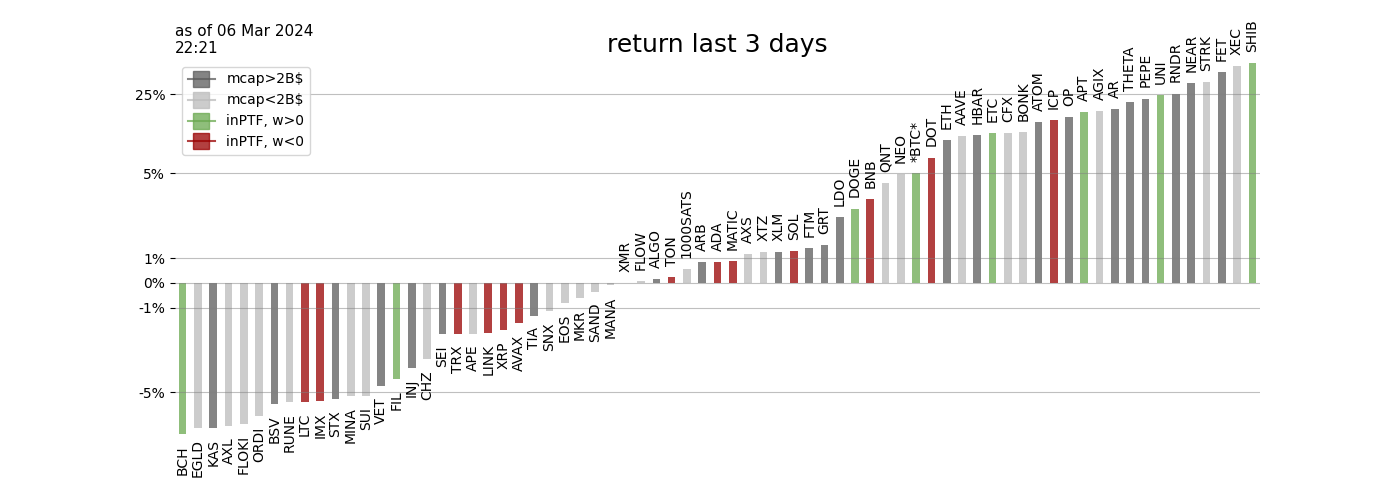 as of 06 Mar 2024
22:21
return last 3 days
mcap>2B$
mcap<2B$
inPTF, w>0
inPTF, w<0
25%
5%
1%
0%
-1%
-5%
BCH
EGLD
KAS
AXL
FLOKI
ORDI
BSV
RUNE
LTC
IMX
STX
MINA
SUI
VET
FIL
INJ
CHZ
SEI
TRX
APE
LINK
XRP
AVAX
TIA
SNX
EOS
MKR
SAND
MANA
XMR
FLOW
ALGO
TON
1000SATS
ARB
ADA
MATIC
AXS
XTZ
XLM
SOL
FTM
GRT
LDO
DOGE
BNB
QNT
NEO
*BTC*
DOT
ETH
AAVE
HBAR
ETC
CFX
BONK
ATOM
ICP
OP
APT
AGIX
AR
THETA
PEPE
UNI
RNDR
NEAR
STRK
FET
XEC
SHIB